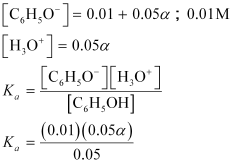 [C₆H₅O⁻] = 0.01 + 0.05α ; 0.01M
[H₃O⁺] = 0.05α
Kₐ = [C₆H₅O⁻][H₃O⁺] / [C₆H₅OH]
Kₐ = (0.01)(0.05α) / 0.05